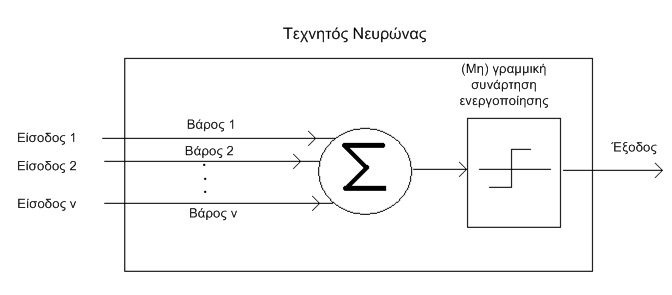 Τεχνητός Νευρώνας
(Μη) γραμμική
συνάρτηση
ενεργοποίησης
Είσοδος 1
Βάρος 1
Είσοδος 2
Βάρος 2
Είσοδος ν
Βάρος ν
Σ
Έξοδος